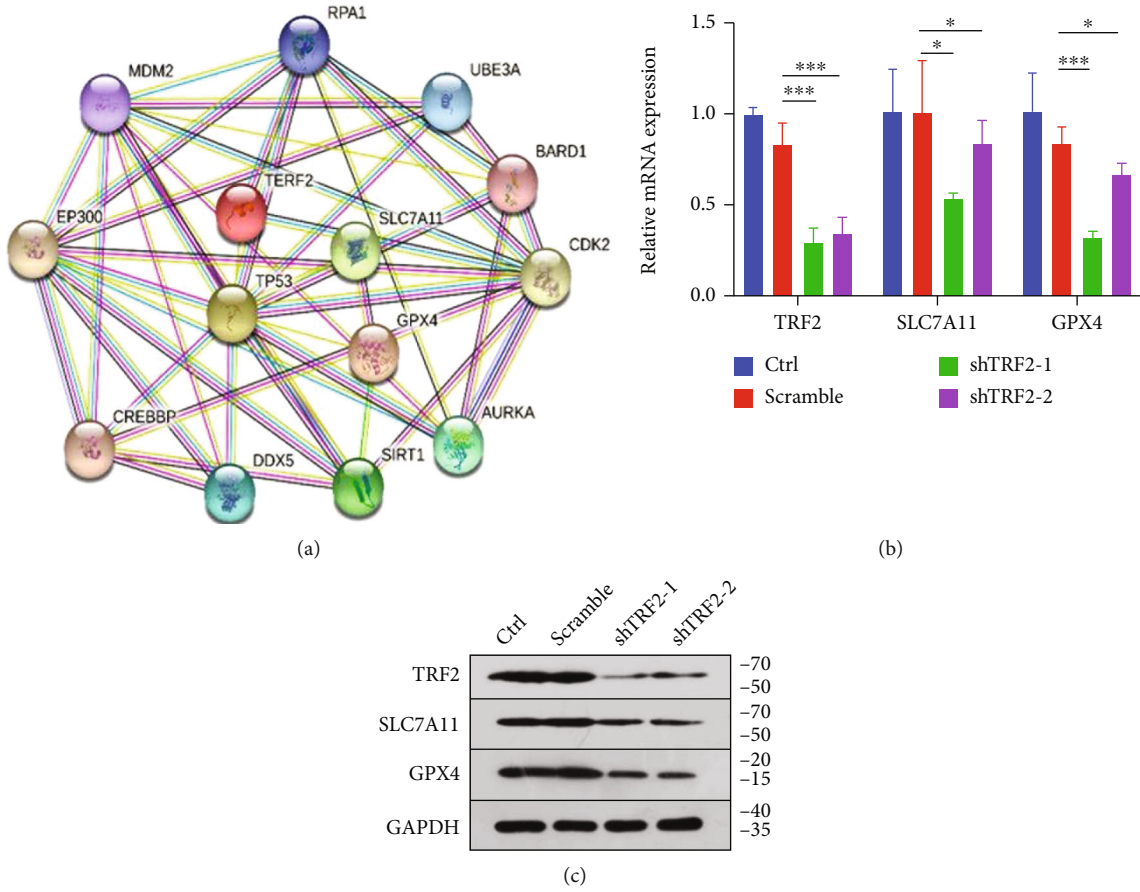 RPA1
MDM2
UBE3A
BARD1
TERF2
EP300
SLC7A11
CDK2
TP53
GPX4
CREBBP
AURKA
DDX5
SIRT1
(a)
Relative mRNA expression
1.5
1.0
0.5
0.0
***
***
*
*
*
***
TRF2 SLC7A11 GPX4
Ctrl
Scramble
shTRF2-1
shTRF2-2
(b)
Ctrl Scramble shTRF2-1 shTRF2-2
TRF2 –70
–50
SLC7A11 –70
–50
GPX4 –20
–15
GAPDH –40
–35
(c)